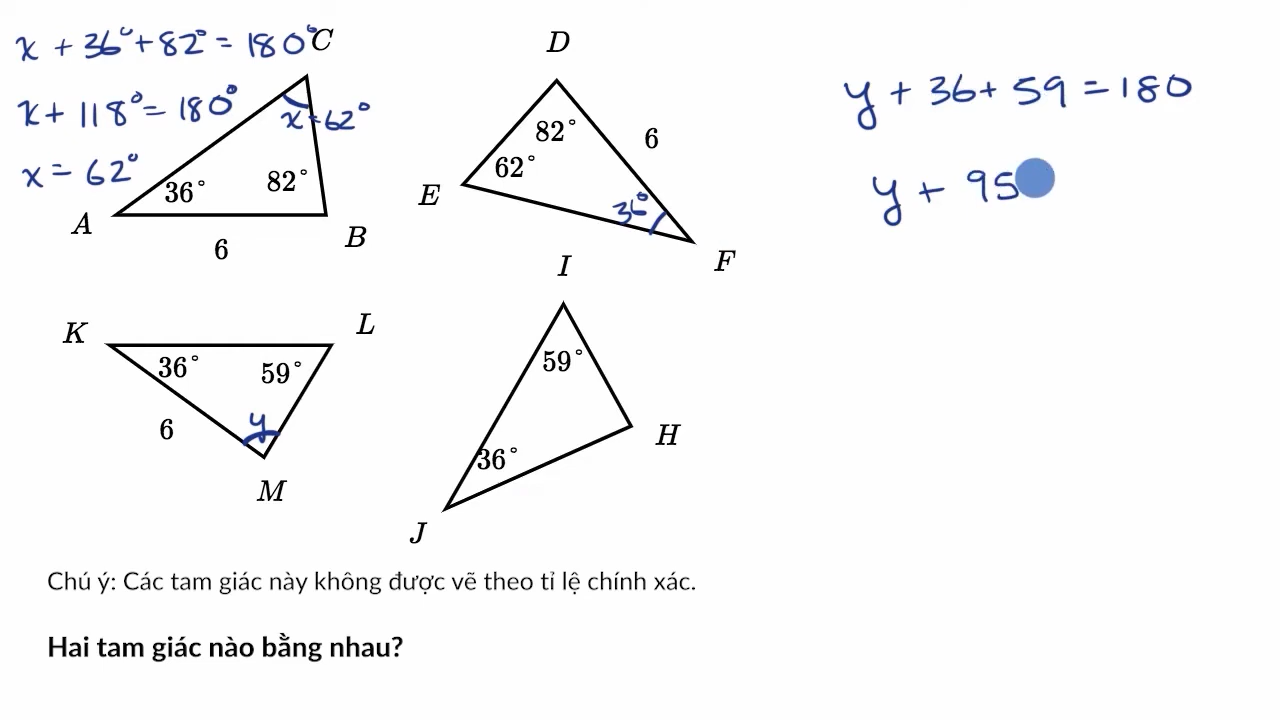 x + 36° + 82° = 180°
x + 118° = 180°
x = 62°
C
x = 62°
36°
82°
A
B
6
D
82°
62°
6
E
36°
F
y + 36 + 59 = 180
y + 95
K
L
36°
59°
6
y
M
I
59°
H
36°
J
Chú ý: Các tam giác này không được vẽ theo tỉ lệ chính xác.
Hai tam giác nào bằng nhau?